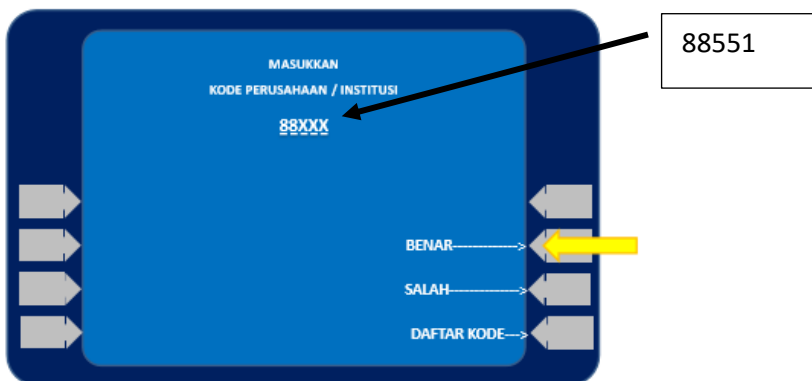 MASUKKAN
KODE PERUSAHAAN / INSTITUSI
88XXX
88551
BENAR------------->
SALAH-------------->
DAFTAR KODE--->